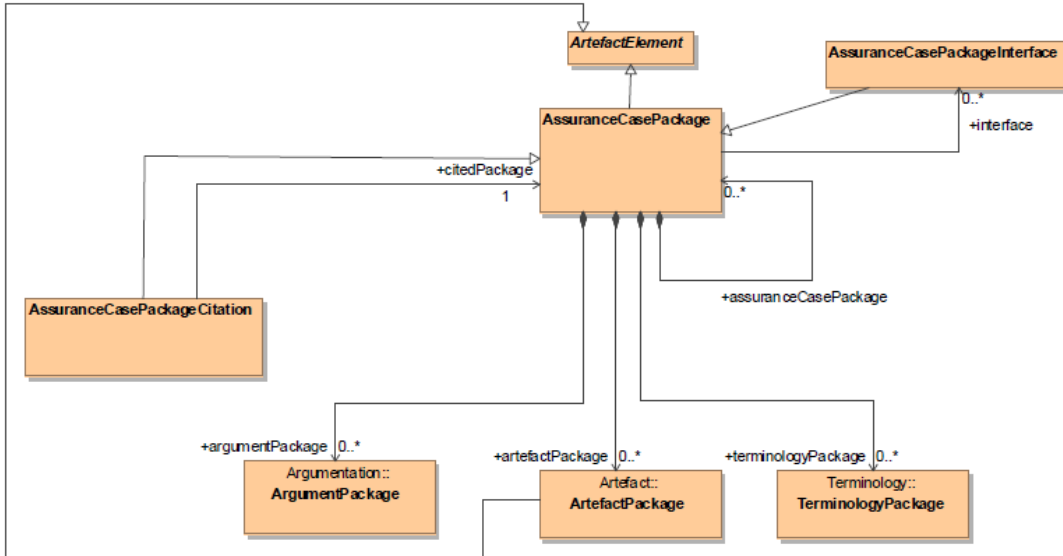 ArtefactElement
AssuranceCasePackageInterface
AssuranceCasePackage
0..*
+interface
+citedPackage
1
0..*
+assuranceCasePackage
AssuranceCasePackageCitation
+argumentPackage 0..*
+artefactPackage 0..*
+terminologyPackage 0..*
Argumentation::
ArgumentPackage
Artefact::
ArtefactPackage
Terminology::
TerminologyPackage